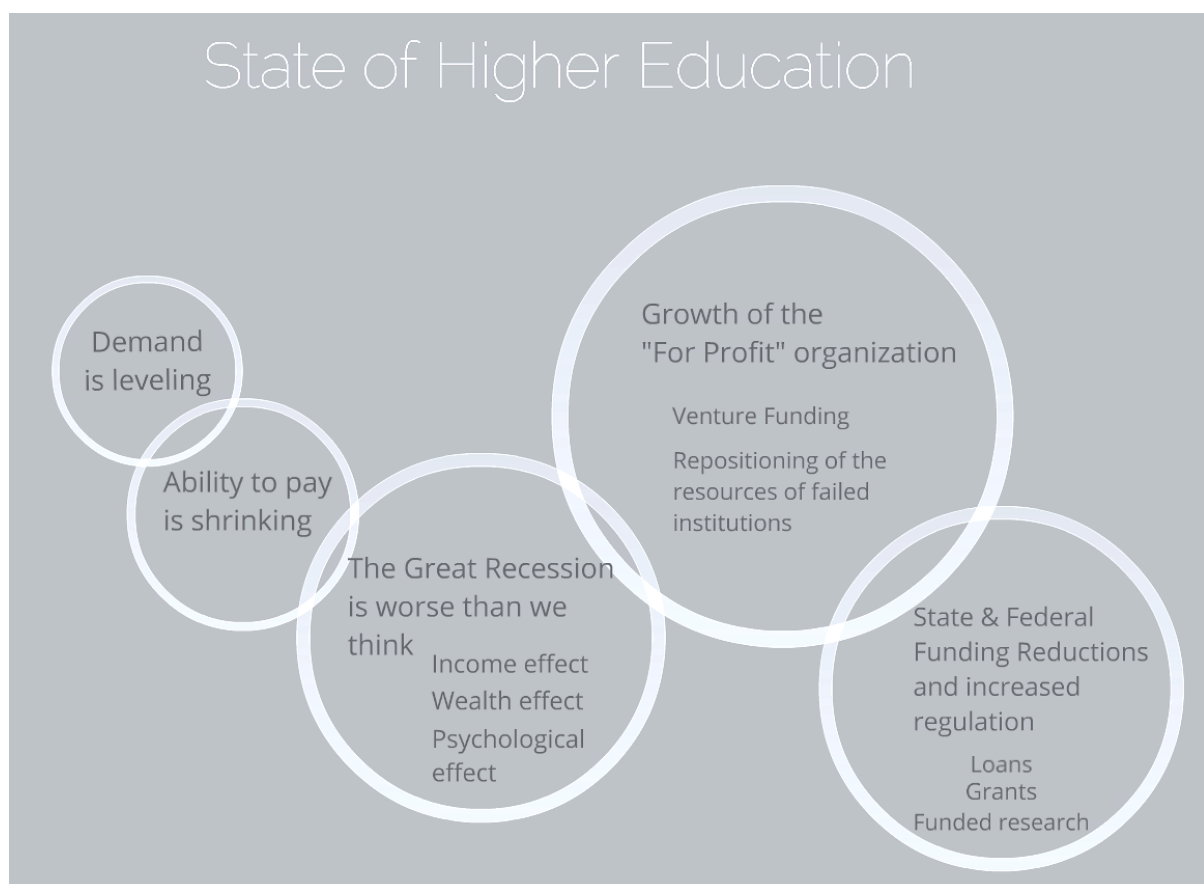 State of Higher Education
Demand
is leveling
Ability to pay
is shrinking
The Great Recession
is worse than we
think
Income effect
Wealth effect
Psychological
effect
Growth of the
"For Profit" organization
Venture Funding
Repositioning of the
resources of failed
institutions
State & Federal
Funding Reductions
and increased
regulation
Loans
Grants
Funded research